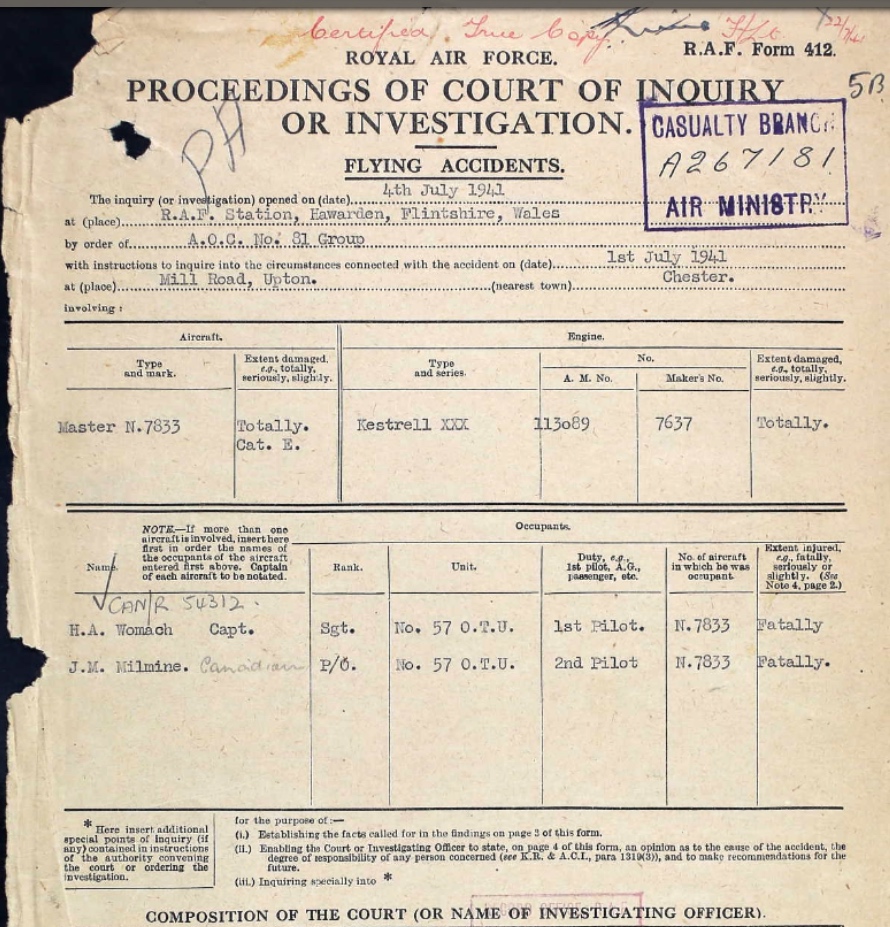 Certified True Copy
R.A.F. Form 412.
ROYAL AIR FORCE.
5B
PROCEEDINGS OF COURT OF INQUIRY
OR INVESTIGATION.
CASUALTY BRANCH
A267181
AIR MINISTRY
FLYING ACCIDENTS.
The inquiry (or investigation) opened on (date) 4th July 1941
at (place) R.A.F. Station, Hawarden, Flintshire, Wales
by order of A.O.C. No. 81 Group
with instructions to inquire into the circumstances connected with the accident on (date) 1st July 1941
at (place) Mill Road, Upton. (nearest town) Chester.
involving :
Aircraft. Engine.
Type and mark. Extent damaged, e.g., totally, seriously, slightly. Type and series. No. Extent damaged, e.g., totally, seriously, slightly.
A. M. No. Maker's No.
Master N.7833 Totally. Kestrell XXX 113o89 7637 Totally.
Cat. E.
NOTE.—If more than one
aircraft is involved, insert here
first in order the names of
the occupants of the aircraft
entered first above. Captain
of each aircraft to be notated.
Occupants.
Name. Rank. Unit. Duty, e.g., 1st pilot, A.G., passenger, etc. No. of aircraft in which he was occupant. Extent injured, e.g., fatally, seriously or slightly. (See Note 4, page 2.)
CAN/R 54312.
H.A. Womach Capt. Sgt. No. 57 O.T.U. 1st Pilot. N.7833 Fatally
J.M. Milmine. Canadian P/O. No. 57 O.T.U. 2nd Pilot N.7833 Fatally.
* Here insert additional
special points of inquiry (if
any) contained in instructions
of the authority convening
the court or ordering the
investigation.
for the purpose of :—
(i.) Establishing the facts called for in the findings on page 3 of this form.
(ii.) Enabling the Court or Investigating Officer to state, on page 4 of this form, an opinion as to the cause of the accident, the
degree of responsibility of any person concerned (see K.R. & A.C.I., para 1319(3)), and to make recommendations for the
future.
(iii.) Inquiring specially into *
COMPOSITION OF THE COURT (OR NAME OF INVESTIGATING OFFICER).